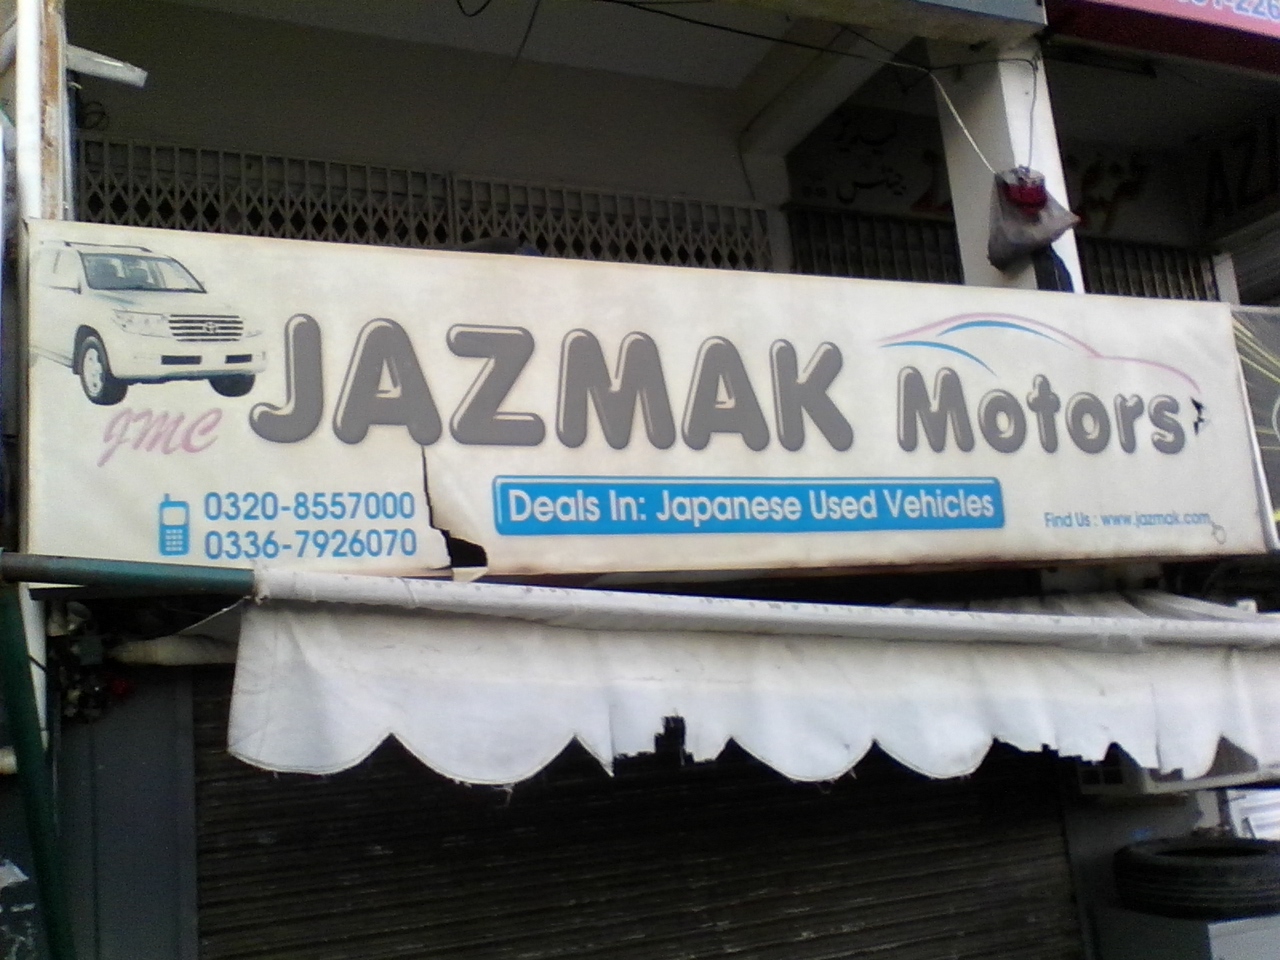 JAZMAK Motors
JMC
0320-8557000
0336-7926070
Deals In: Japanese Used Vehicles
Find Us : www.jazmak.com